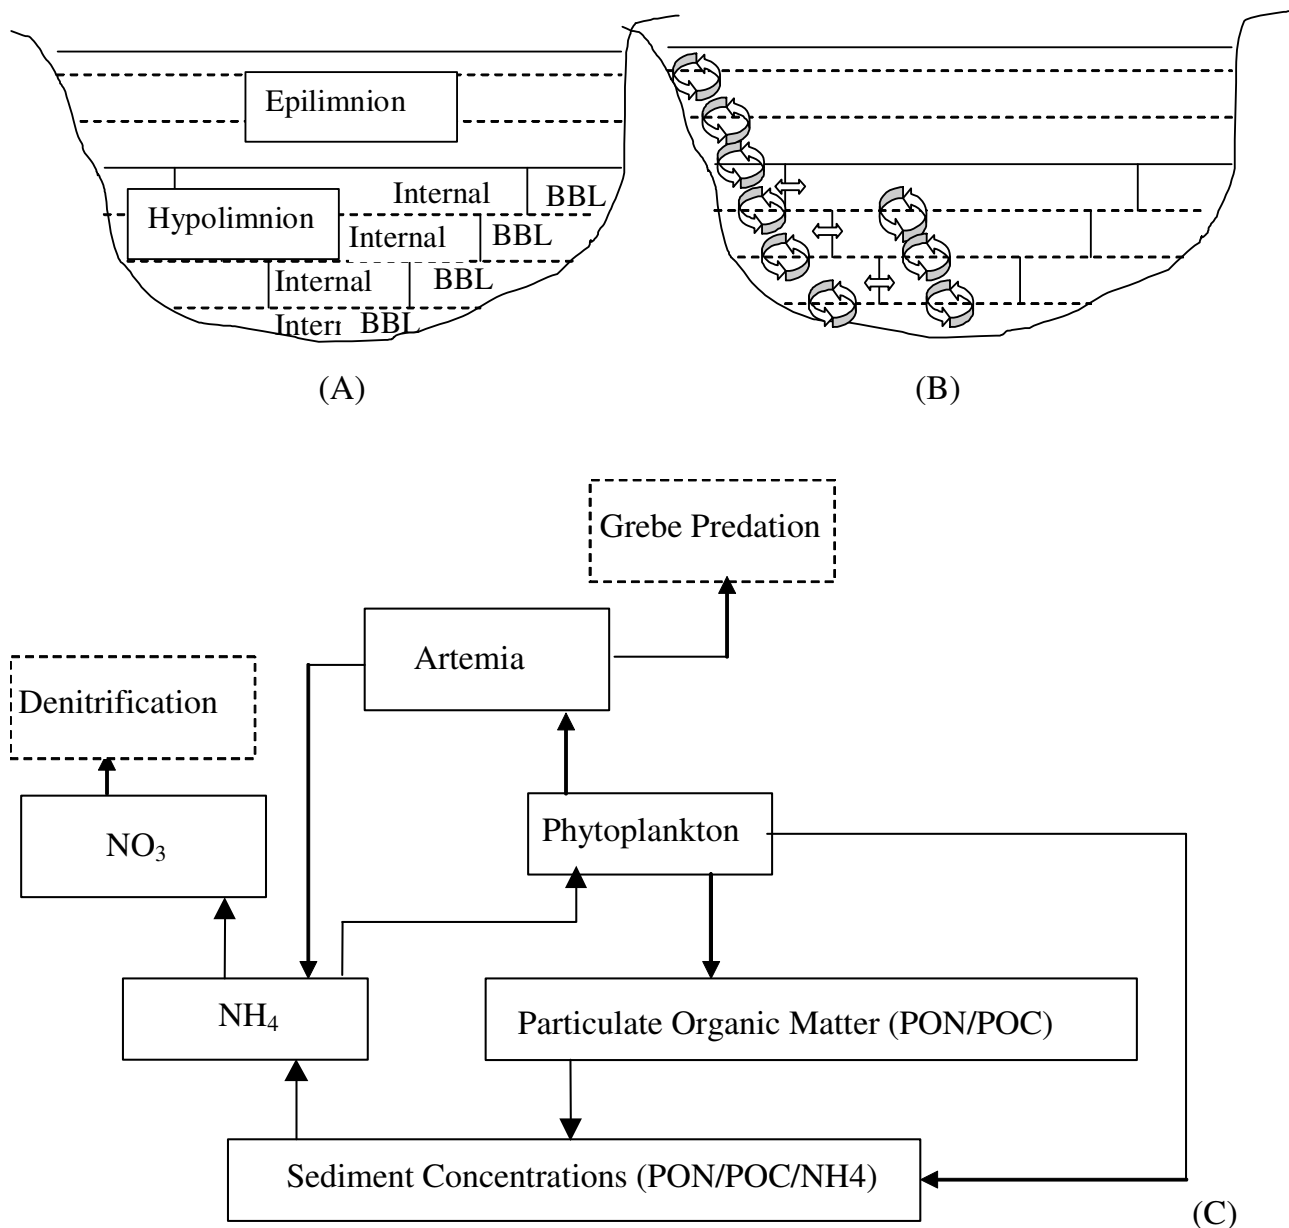 Epilimnion
Internal BBL
Hypolimnion
Internal BBL
Internal BBL
BBL
(A)
(B)
Grebe Predation
Artemia
Denitrification
Phytoplankton
NO₃
NH₄
Particulate Organic Matter (PON/POC)
Sediment Concentrations (PON/POC/NH4)
(C)